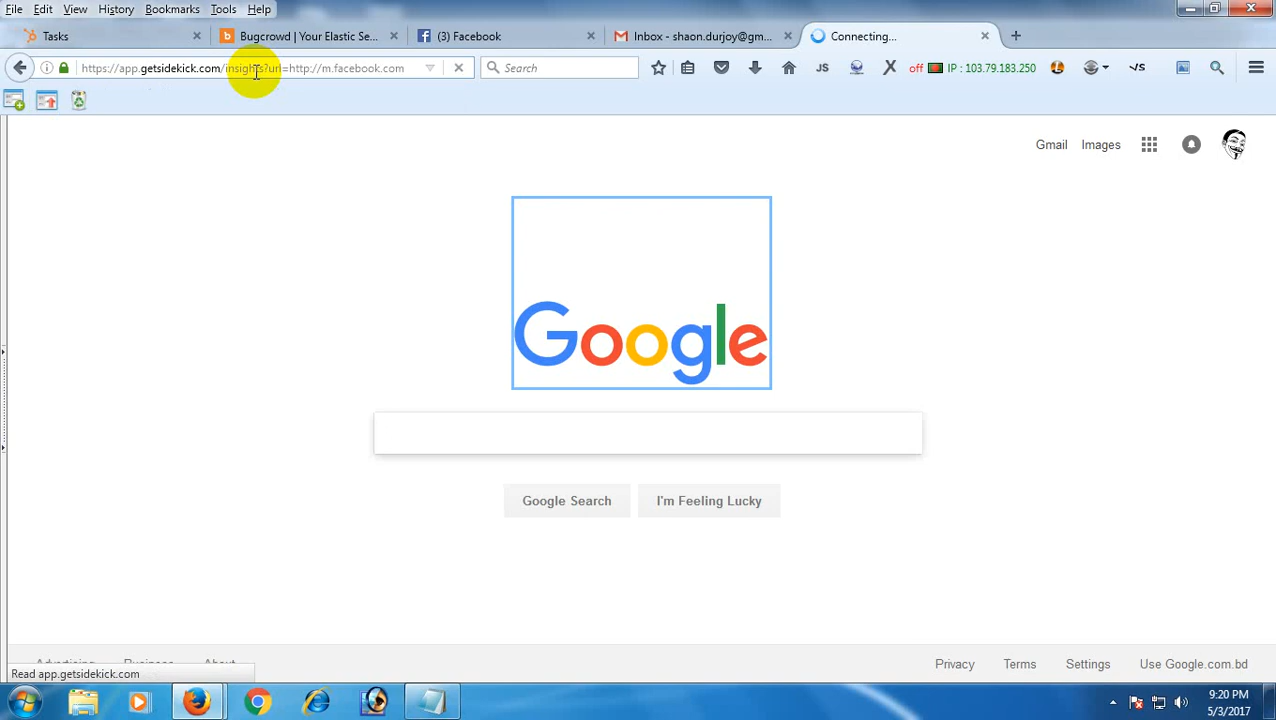 File Edit View History Bookmarks Tools Help
Tasks
Bugcrowd | Your Elastic Se...
(3) Facebook
Inbox - shaon.durjoy@gm...
Connecting...
https://app.getsidekick.com/insights?url=http://m.facebook.com
Search
JS
off IP : 103.79.183.250
Gmail Images
Google
Google Search I'm Feeling Lucky
Advertising Business About Privacy Terms Settings Use Google.com.bd
Read app.getsidekick.com
9:20 PM
5/3/2017